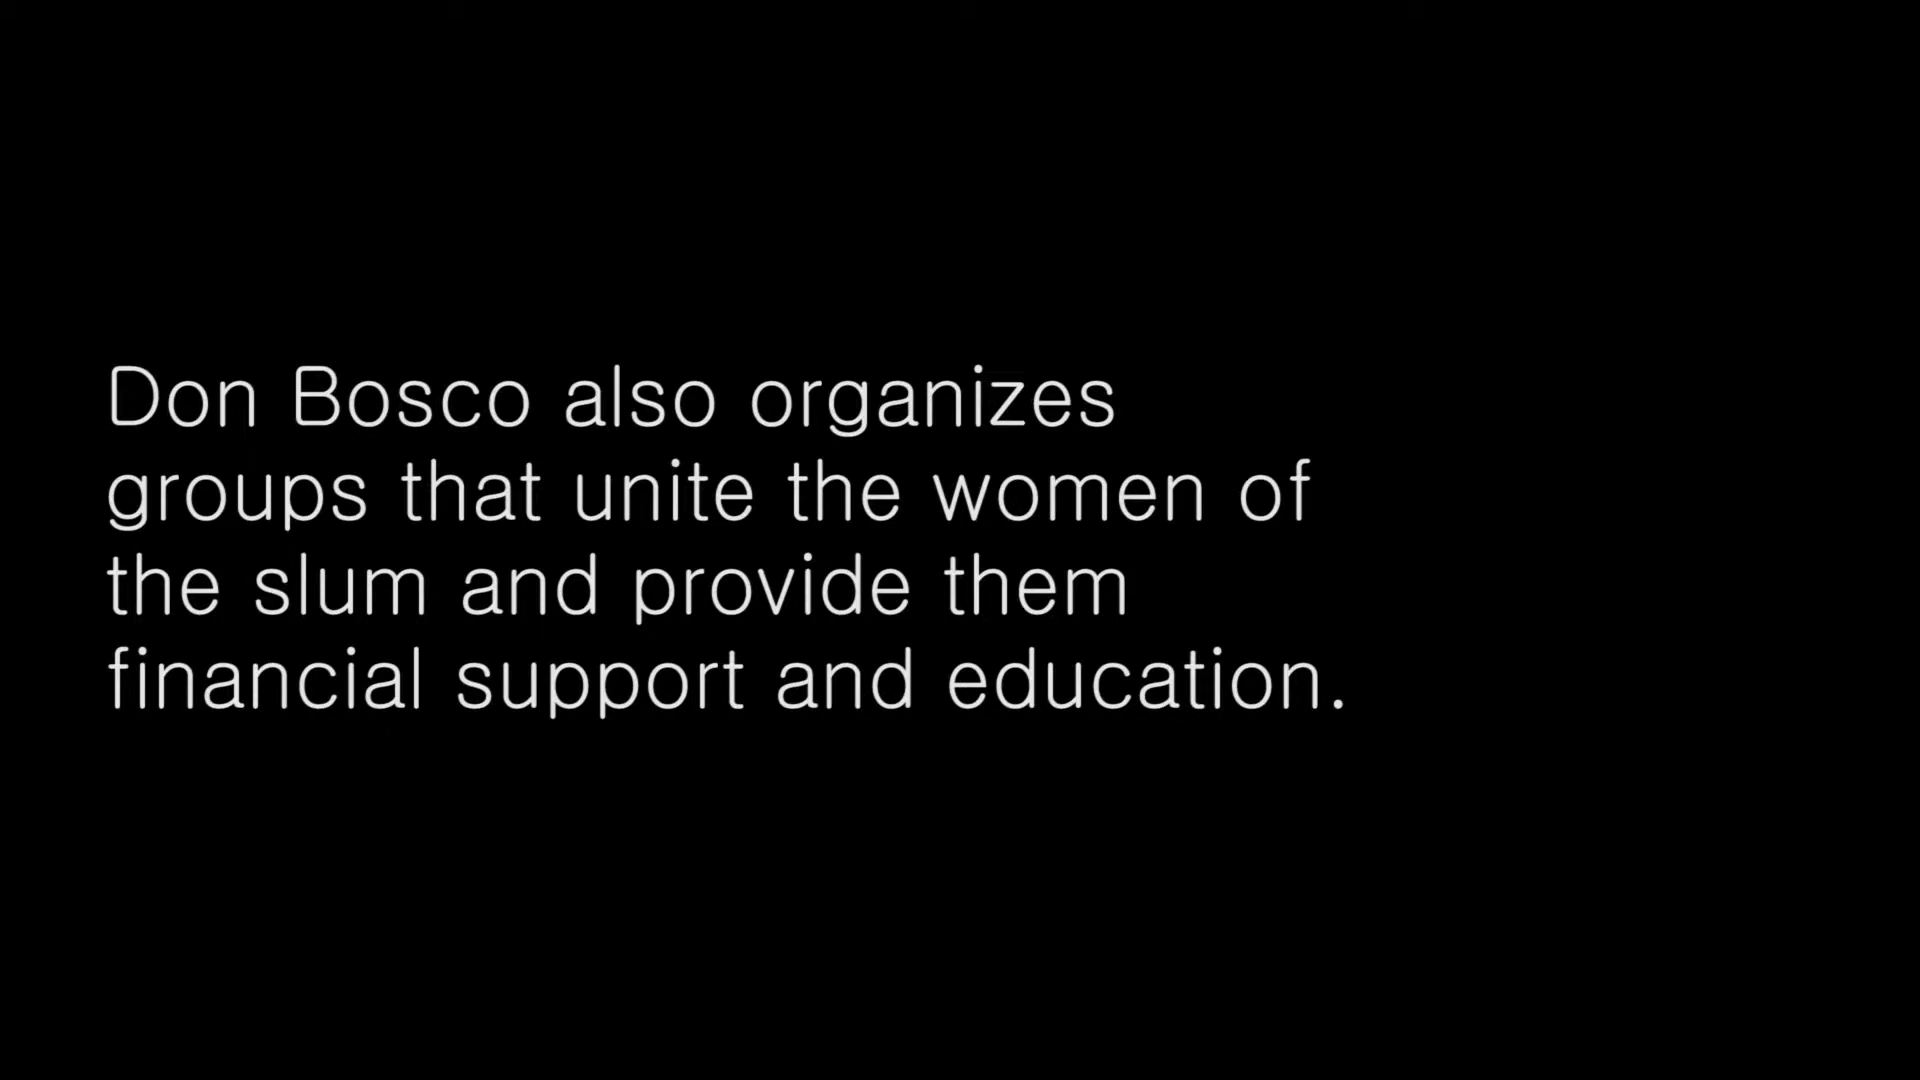 Don Bosco also organizes
groups that unite the women of
the slum and provide them
financial support and education.